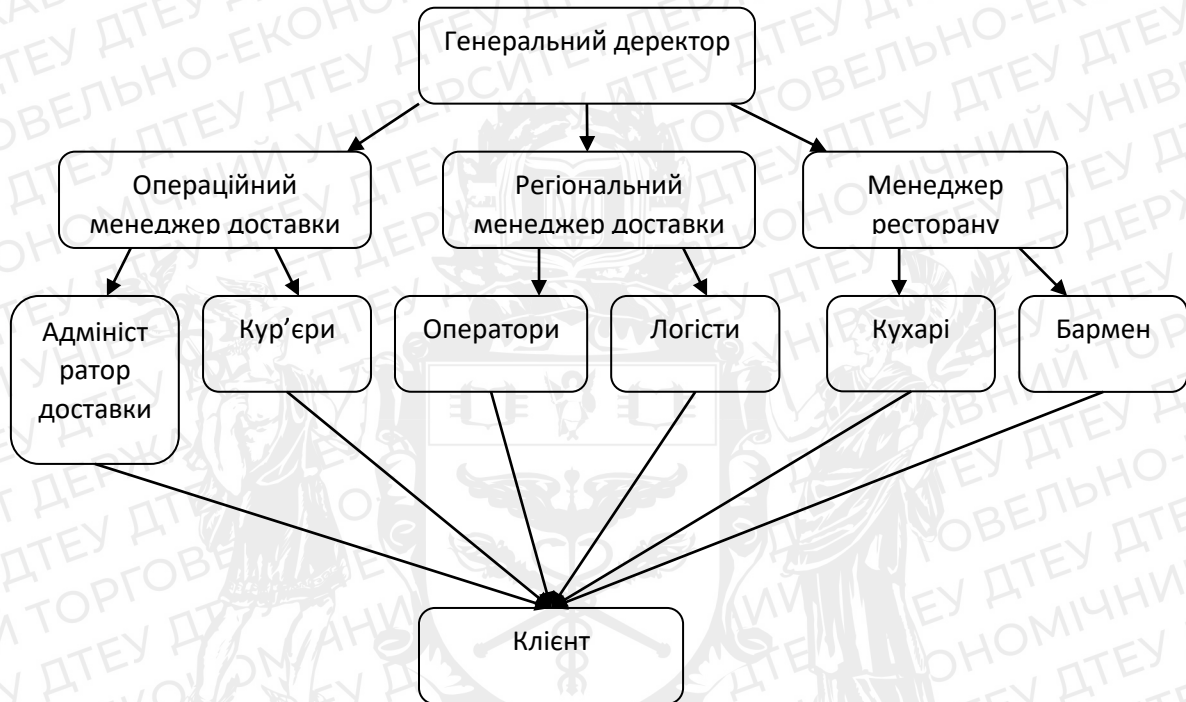 Генеральний деректор
Операційний
менеджер доставки
Регіональний
менеджер доставки
Менеджер
ресторану
Адмініст
ратор
доставки
Кур’єри
Оператори
Логісти
Кухарі
Бармен
Клієнт